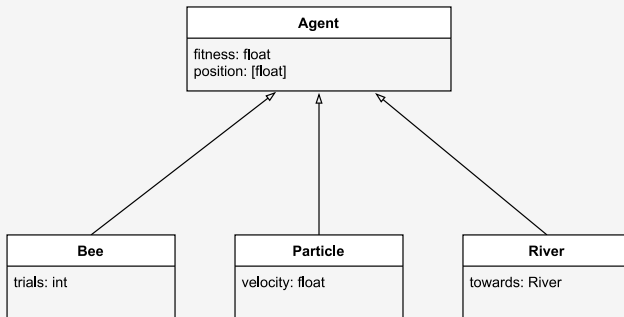 Agent
fitness: float
position: [float]
Bee
trials: int
Particle
velocity: float
River
towards: River